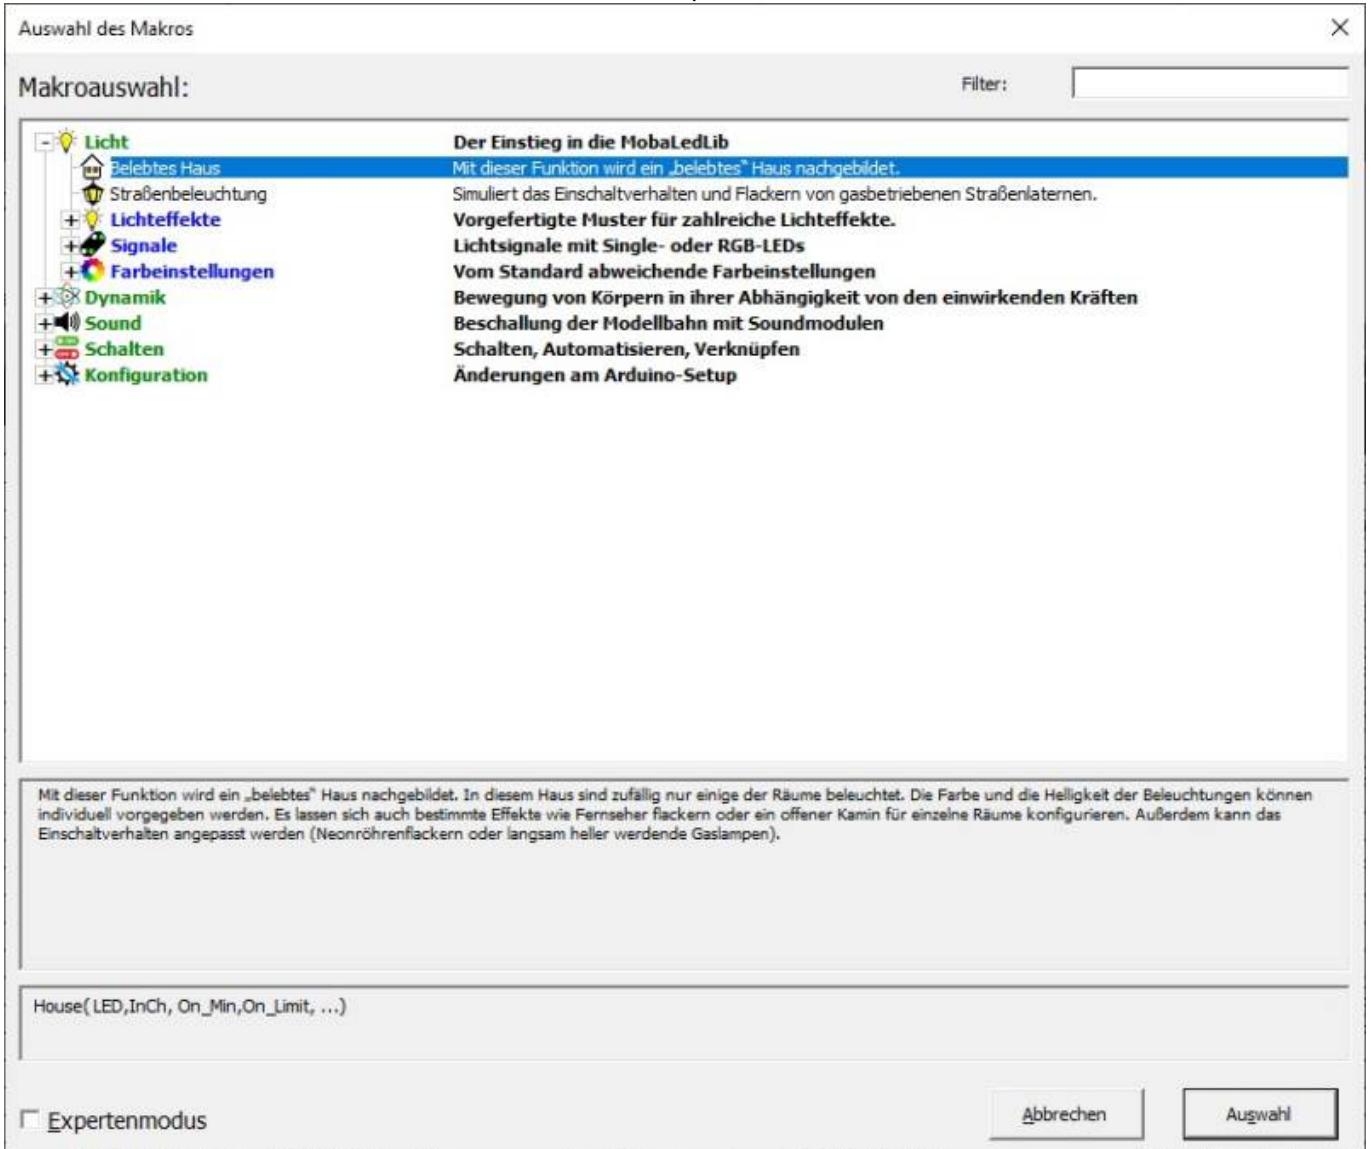 Auswahl des Makros
Makroauswahl:
Filter:
Licht Der Einstieg in die MobaLedLib
Belebtes Haus Mit dieser Funktion wird ein „belebtes“ Haus nachgebildet.
Straßenbeleuchtung Simuliert das Einschaltverhalten und Flackern von gasbetriebenen Straßenlaternen.
Lichteffekte Vorgefertigte Muster für zahlreiche Lichteffekte.
Signale Lichtsignale mit Single- oder RGB-LEDs
Farbeinstellungen Vom Standard abweichende Farbeinstellungen
Dynamik Bewegung von Körpern in ihrer Abhängigkeit von den einwirkenden Kräften
Sound Beschallung der Modellbahn mit Soundmodulen
Schalten Schalten, Automatisieren, Verknüpfen
Konfiguration Änderungen am Arduino-Setup
Mit dieser Funktion wird ein „belebtes“ Haus nachgebildet. In diesem Haus sind zufällig nur einige der Räume beleuchtet. Die Farbe und die Helligkeit der Beleuchtungen können
individuell vorgegeben werden. Es lassen sich auch bestimmte Effekte wie Fernseher flackern oder ein offener Kamin für einzelne Räume konfigurieren. Außerdem kann das
Einschaltverhalten angepasst werden (Neonröhrenflackern oder langsam heller werdende Gaslampen).
House( LED,InCh, On_Min,On_Limit, ...)
Expertenmodus
Abbrechen
Auswahl